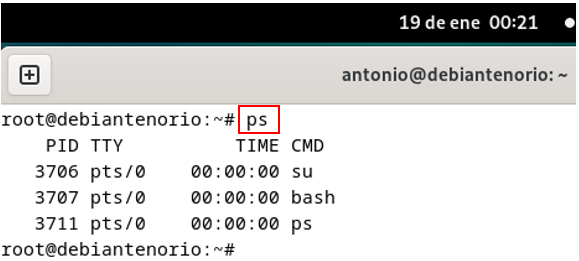 19 de ene 00:21
antonio@debiantenorio: ~
root@debiantenorio:~# ps
PID TTY TIME CMD
3706 pts/0 00:00:00 su
3707 pts/0 00:00:00 bash
3711 pts/0 00:00:00 ps
root@debiantenorio:~#